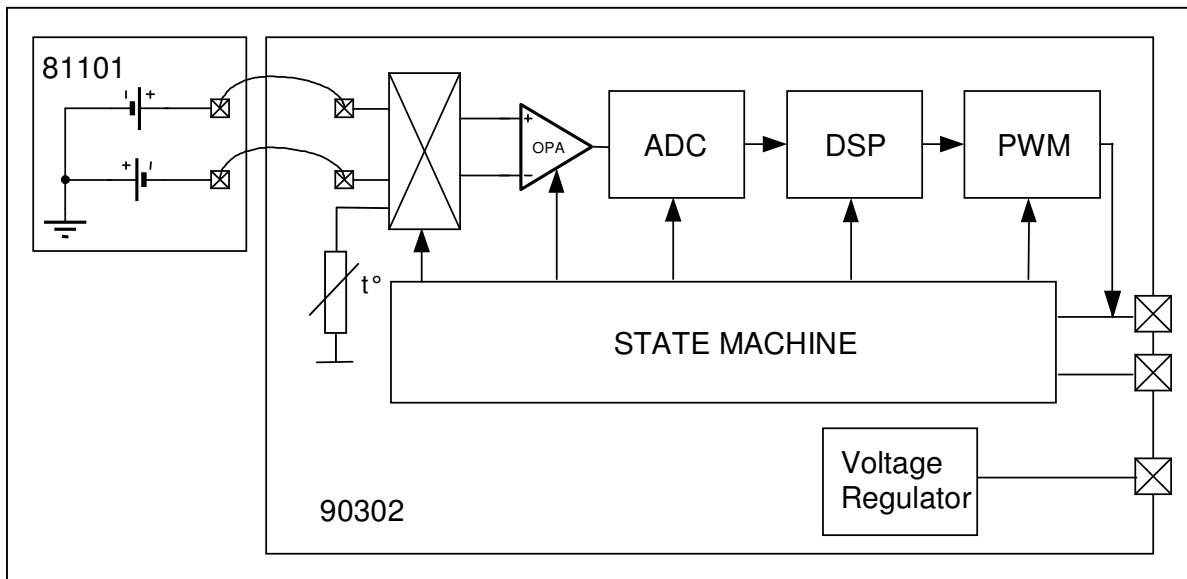 81101
+
+
+
−
OPA
ADC
DSP
PWM
t°
STATE MACHINE
Voltage
Regulator
90302